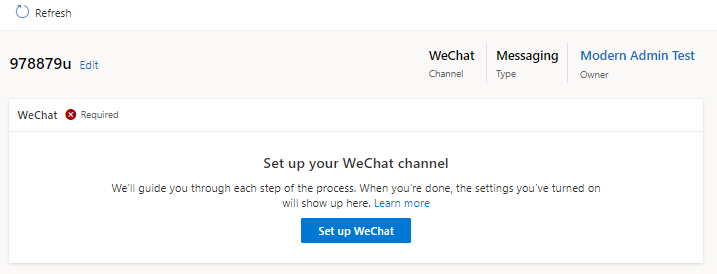 Refresh
978879u Edit
WeChat Messaging Modern Admin Test
Channel Type Owner
WeChat Required
Set up your WeChat channel
We'll guide you through each step of the process. When you're done, the settings you've turned on
will show up here. Learn more
Set up WeChat